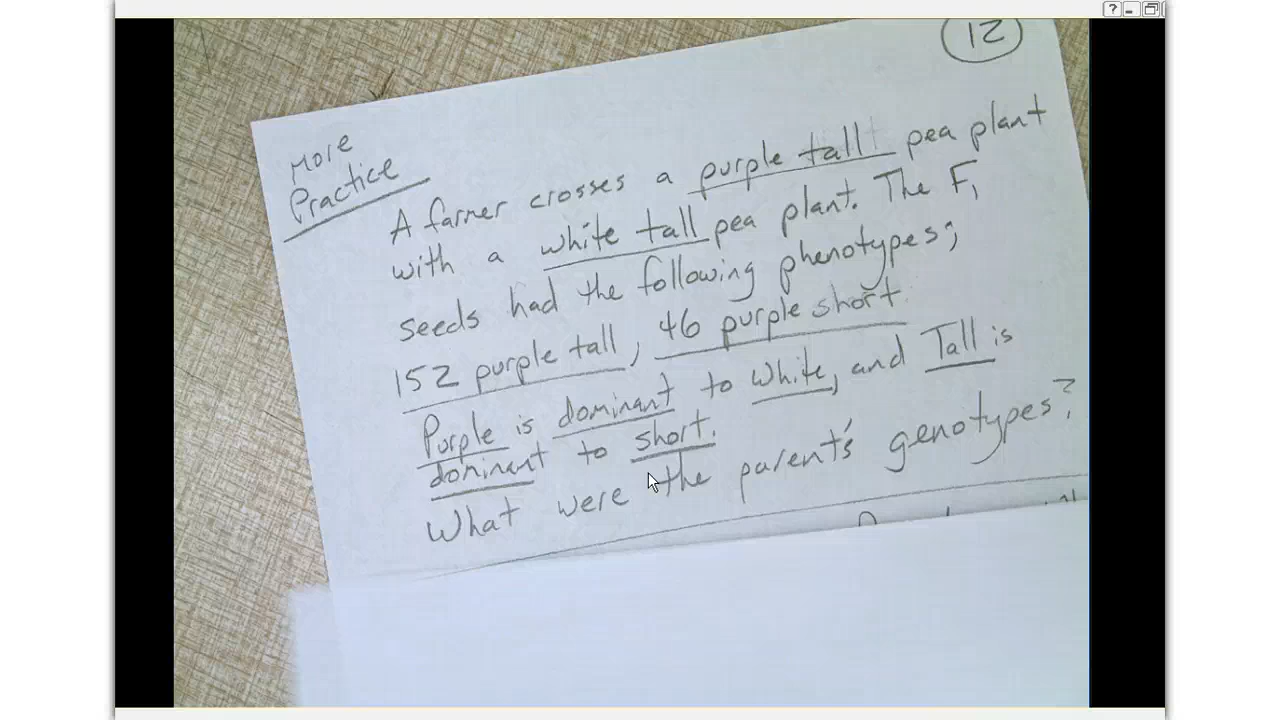 12
More
Practice
A farmer crosses a purple tall pea plant
with a white tall pea plant. The F1
seeds had the following phenotypes;
152 purple tall, 46 purple short.
Purple is dominant to white, and Tall is
dominant to short.
What were the parent's genotypes?